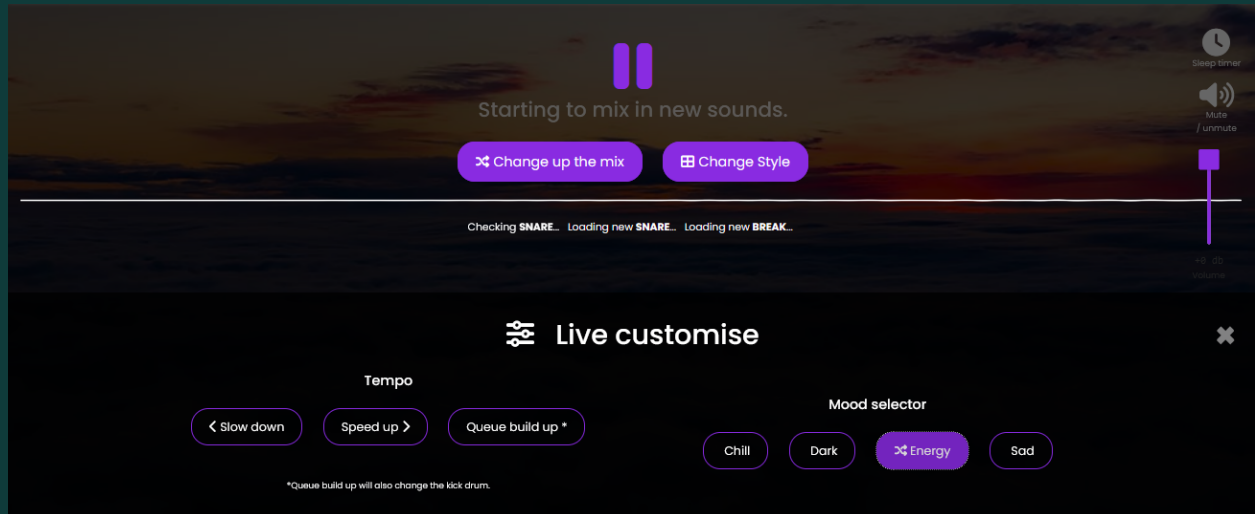 Sleep timer
Starting to mix in new sounds.
Mute
/ unmute
Change up the mix
Change Style
Checking SNARE... Loading new SNARE... Loading new BREAK...
+0 db
Volume
Live customise
Tempo
Slow down
Speed up
Queue build up *
*Queue build up will also change the kick drum.
Mood selector
Chill
Dark
Energy
Sad